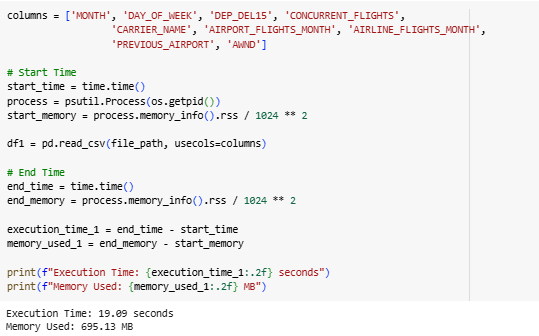 columns = ['MONTH', 'DAY_OF_WEEK', 'DEP_DEL15', 'CONCURRENT_FLIGHTS',
'CARRIER_NAME', 'AIRPORT_FLIGHTS_MONTH', 'AIRLINE_FLIGHTS_MONTH',
'PREVIOUS_AIRPORT', 'AWND']
# Start Time
start_time = time.time()
process = psutil.Process(os.getpid())
start_memory = process.memory_info().rss / 1024 ** 2
df1 = pd.read_csv(file_path, usecols=columns)
# End Time
end_time = time.time()
end_memory = process.memory_info().rss / 1024 ** 2
execution_time_1 = end_time - start_time
memory_used_1 = end_memory - start_memory
print(f"Execution Time: {execution_time_1:.2f} seconds")
print(f"Memory Used: {memory_used_1:.2f} MB")
Execution Time: 19.09 seconds
Memory Used: 695.13 MB